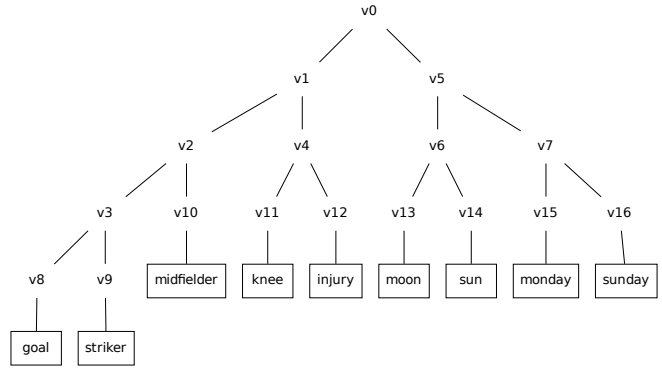 v0
v1 v5
v2 v4 v6 v7
v3 v10 v11 v12 v13 v14 v15 v16
v8 v9 midfielder knee injury moon sun monday sunday
goal striker